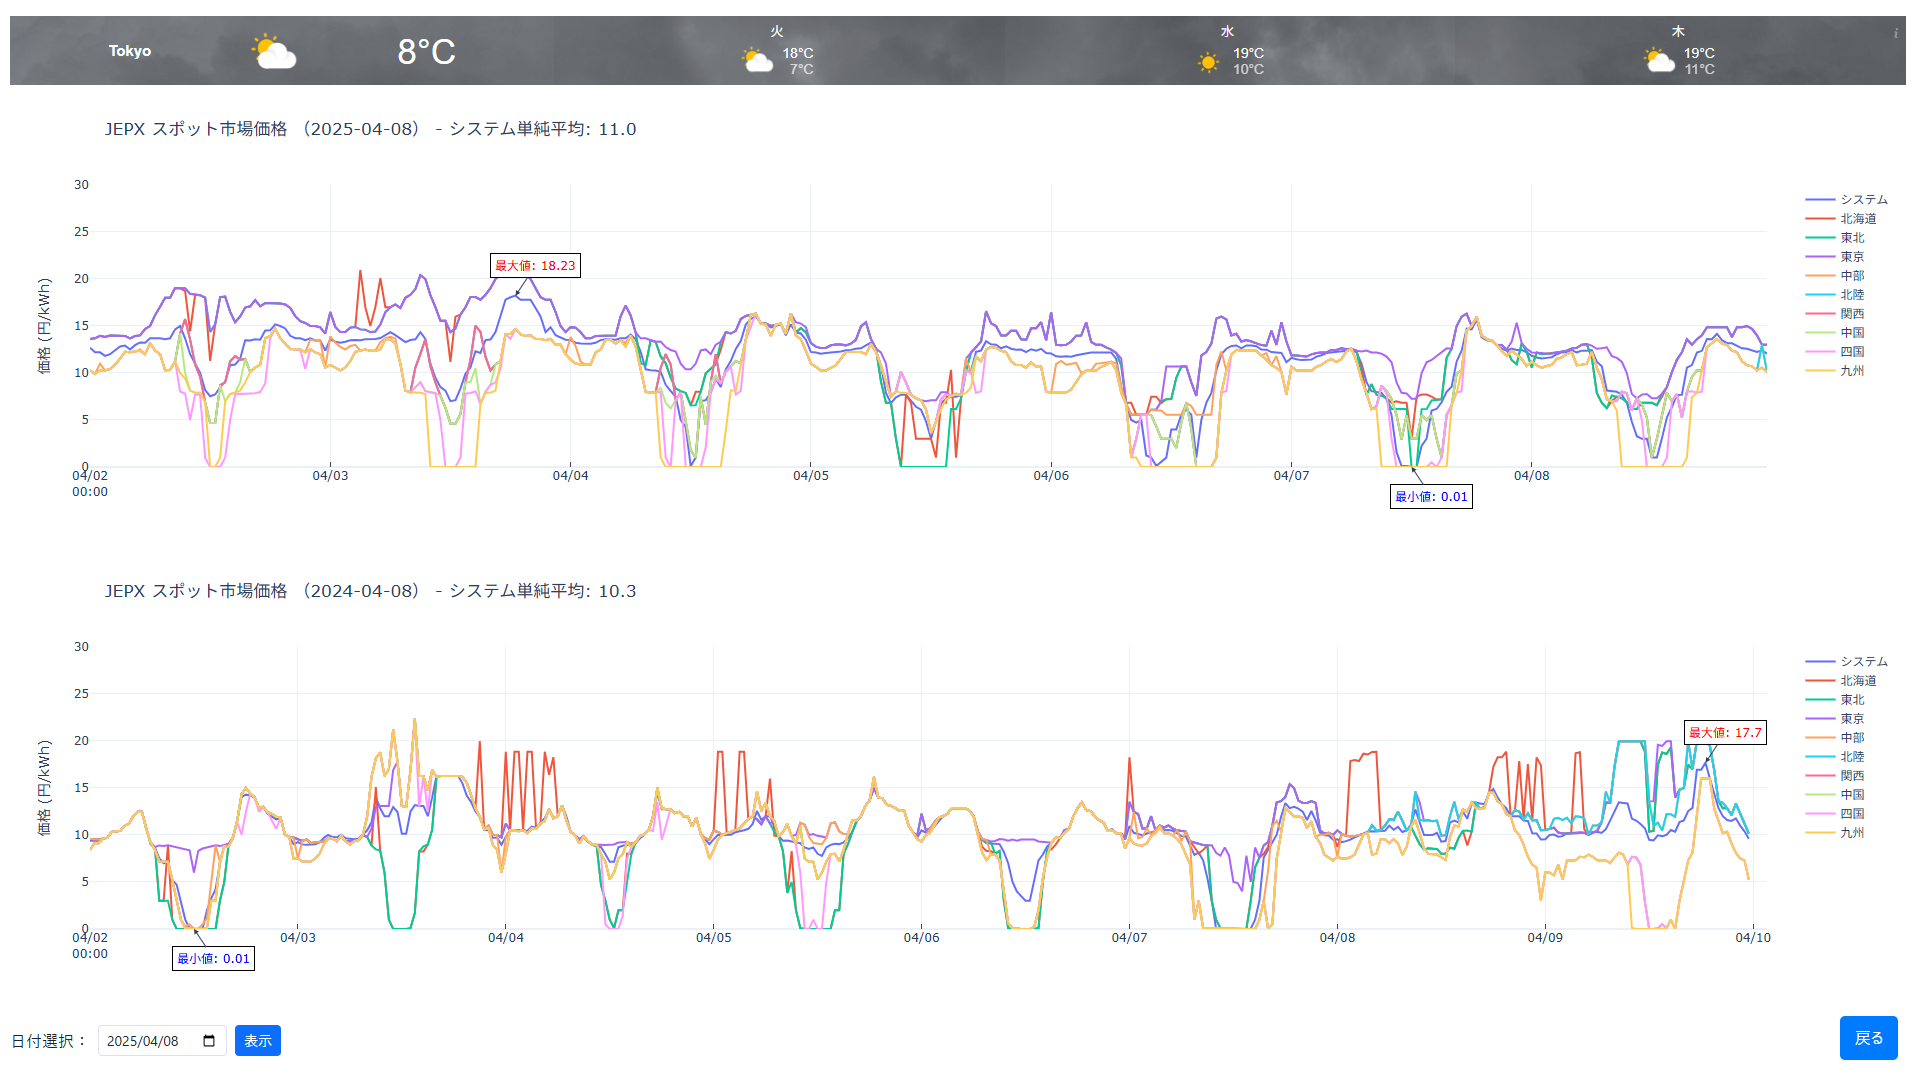 Tokyo
8°C
火
18°C
7°C
水
19°C
10°C
木
19°C
11°C
i
JEPX スポット市場価格 （2025-04-08） - システム単純平均: 11.0
価格 (円/kWh)
30
25
20
15
10
5
0
04/02
00:00
04/03
04/04
04/05
04/06
04/07
04/08
最大値: 18.23
最小値: 0.01
システム
北海道
東北
東京
中部
北陸
関西
中国
四国
九州
JEPX スポット市場価格 （2024-04-08） - システム単純平均: 10.3
価格 (円/kWh)
30
25
20
15
10
5
0
04/02
00:00
04/03
04/04
04/05
04/06
04/07
04/08
04/09
04/10
最大値: 17.7
最小値: 0.01
システム
北海道
東北
東京
中部
北陸
関西
中国
四国
九州
日付選択：
2025/04/08
表示
戻る